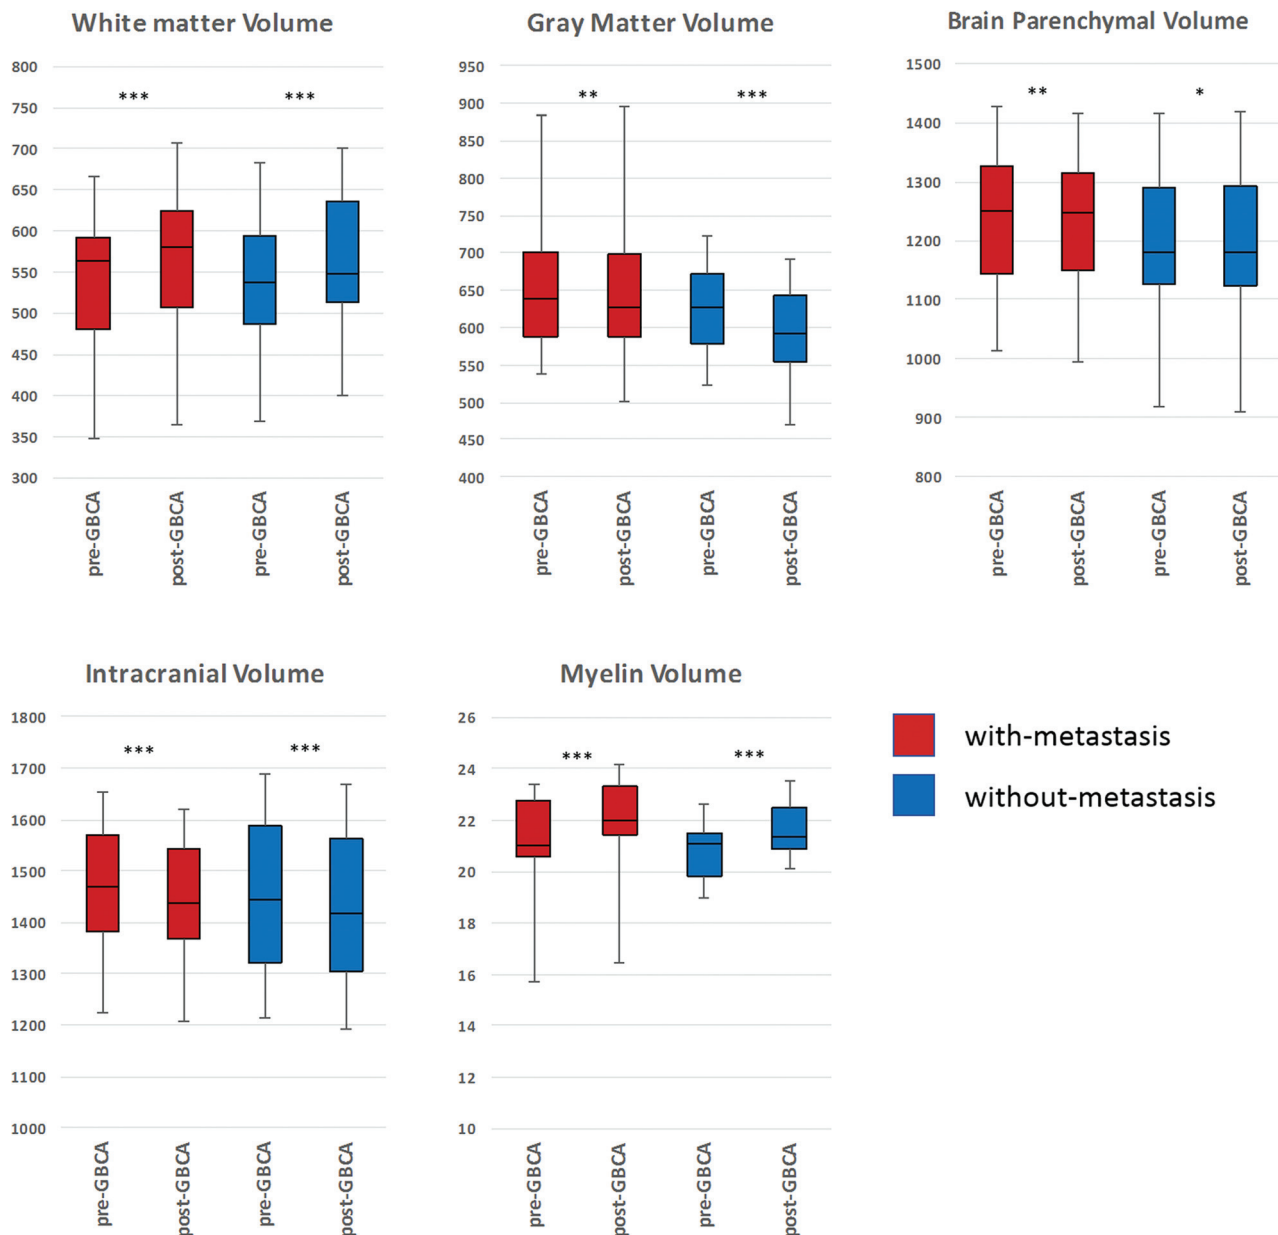 White matter Volume
800
750
700
650
600
550
500
450
400
350
300
***
***
pre-GBCA
post-GBCA
pre-GBCA
post-GBCA
Gray Matter Volume
950
900
850
800
750
700
650
600
550
500
450
400
**
***
pre-GBCA
post-GBCA
pre-GBCA
post-GBCA
Brain Parenchymal Volume
1500
1400
1300
1200
1100
1000
900
800
**
*
pre-GBCA
post-GBCA
pre-GBCA
post-GBCA
Intracranial Volume
1800
1700
1600
1500
1400
1300
1200
1100
1000
***
***
pre-GBCA
post-GBCA
pre-GBCA
post-GBCA
Myelin Volume
26
24
22
20
18
16
14
12
10
***
***
pre-GBCA
post-GBCA
pre-GBCA
post-GBCA
with-metastasis
without-metastasis